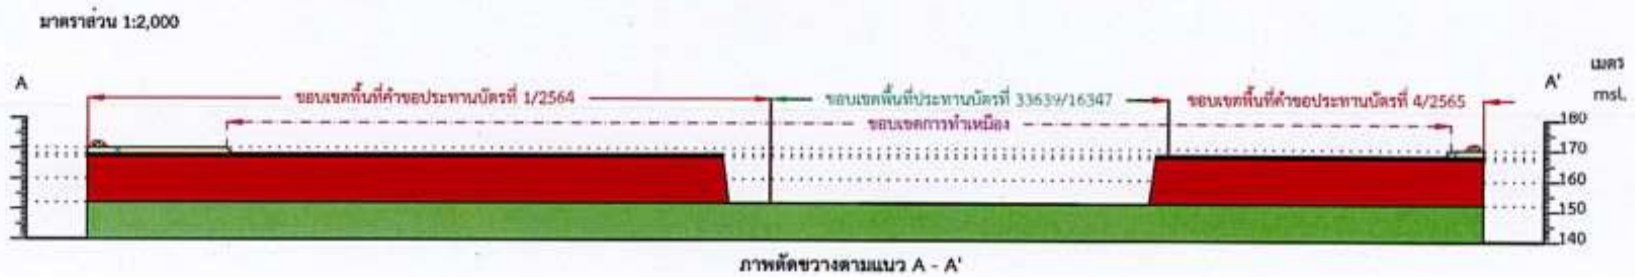 มาตราส่วน 1:2,000
A
ขอบเขตพื้นที่คำขอประทานบัตรที่ 1/2564
ขอบเขตพื้นที่ประทานบัตรที่ 33639/16347
ขอบเขตพื้นที่คำขอประทานบัตรที่ 4/2565
A'
เมตร
msl.
ขอบเขตการทำเหมือง
180
170
160
150
140
ภาพตัดขวางตามแนว A - A'